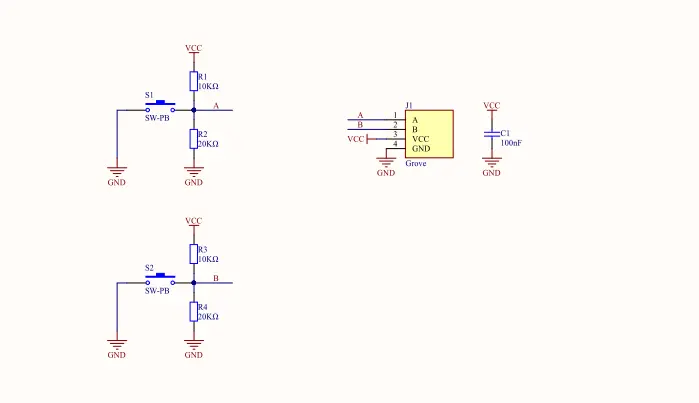 VCC
R1
10KΩ
S1
SW-PB
A
R2
20KΩ
GND
GND
VCC
R3
10KΩ
S2
SW-PB
B
R4
20KΩ
GND
GND
J1
A 1 A
B 2 B
VCC 3 VCC
4 GND
GND
Grove
VCC
C1
100nF
GND